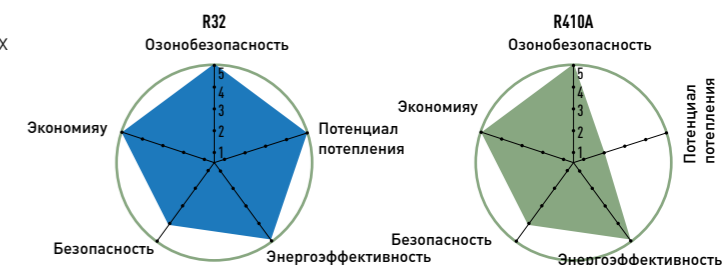 R32
Озонобезопасность
х
5
4
3
2
1
Экономияу
Потенциал
потепления
Безопасность
Энергоэффективность
R410A
Озонобезопасность
5
4
3
2
1
Экономияу
Потенциал
потепления
Безопасность
Энергоэффективность